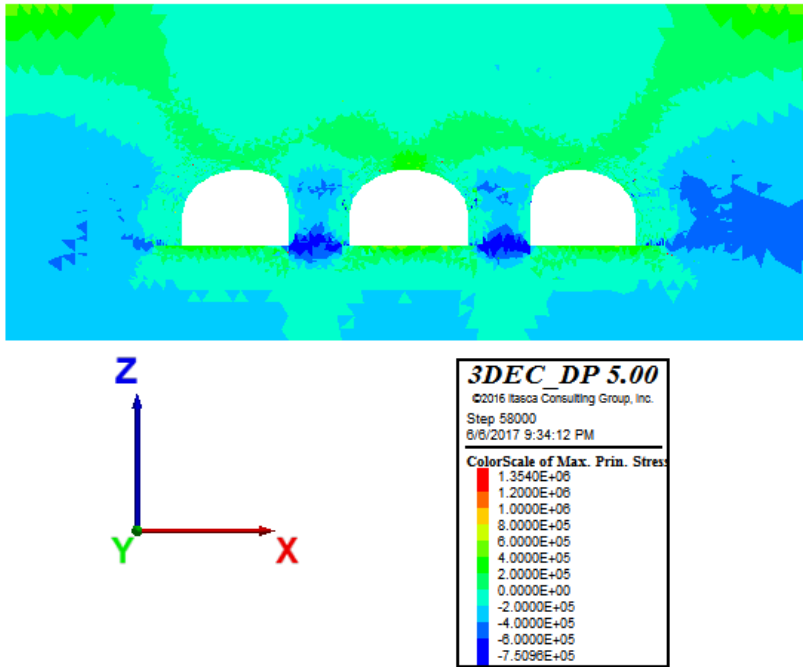 Z
Y
X
3DEC_DP 5.00
©2016 Itasca Consulting Group, Inc.
Step 58000
6/6/2017 9:34:12 PM
ColorScale of Max. Prin. Stress
1.3540E+06
1.2000E+06
1.0000E+06
8.0000E+05
6.0000E+05
4.0000E+05
2.0000E+05
0.0000E+00
-2.0000E+05
-4.0000E+05
-6.0000E+05
-7.5096E+05